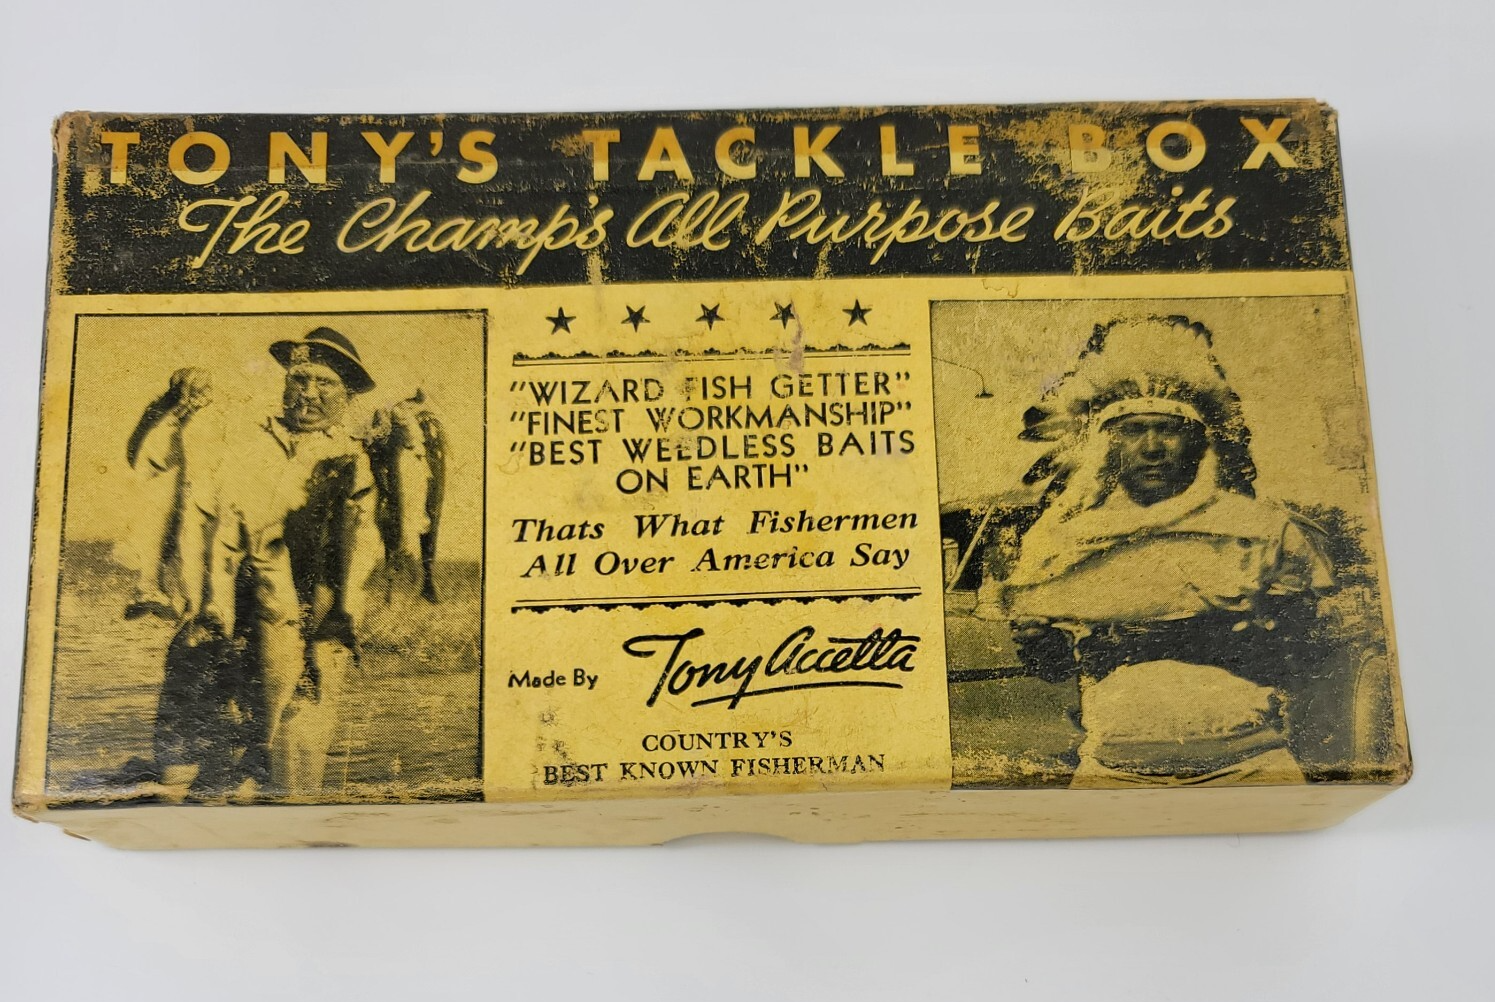 TONY'S TACKLE BOX
The Champ's All Purpose Baits
"WIZARD FISH GETTER"
"FINEST WORKMANSHIP"
"BEST WEEDLESS BAITS
ON EARTH"
Thats What Fishermen
All Over America Say
Made By Tony Accetta
COUNTRY'S
BEST KNOWN FISHERMAN